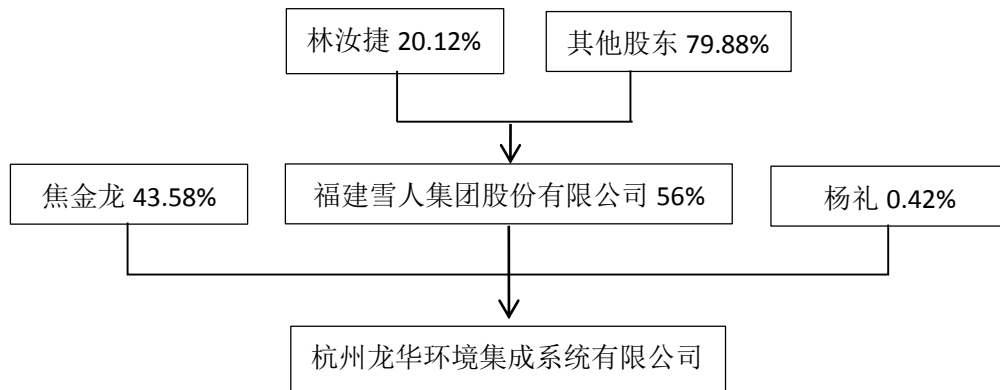 林汝捷 20.12%
其他股东 79.88%
焦金龙 43.58%
福建雪人集团股份有限公司 56%
杨礼 0.42%
杭州龙华环境集成系统有限公司